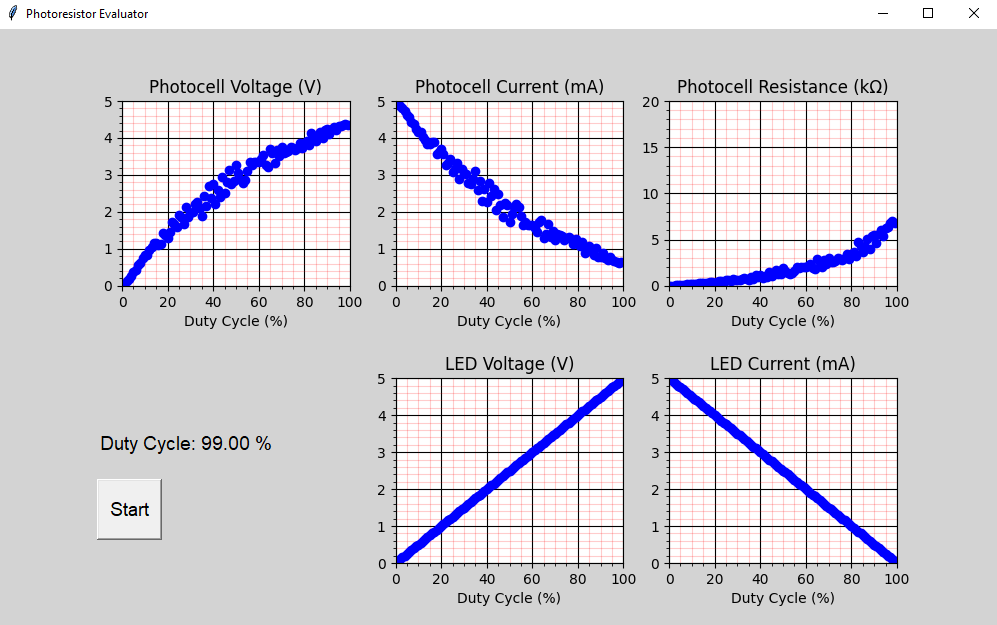 Photoresistor Evaluator
Photocell Voltage (V)
5
4
3
2
1
0
0 20 40 60 80 100
Duty Cycle (%)
Photocell Current (mA)
5
4
3
2
1
0
0 20 40 60 80 100
Duty Cycle (%)
Photocell Resistance (kΩ)
20
15
10
5
0
0 20 40 60 80 100
Duty Cycle (%)
Duty Cycle: 99.00 %
Start
LED Voltage (V)
5
4
3
2
1
0
0 20 40 60 80 100
Duty Cycle (%)
LED Current (mA)
5
4
3
2
1
0
0 20 40 60 80 100
Duty Cycle (%)